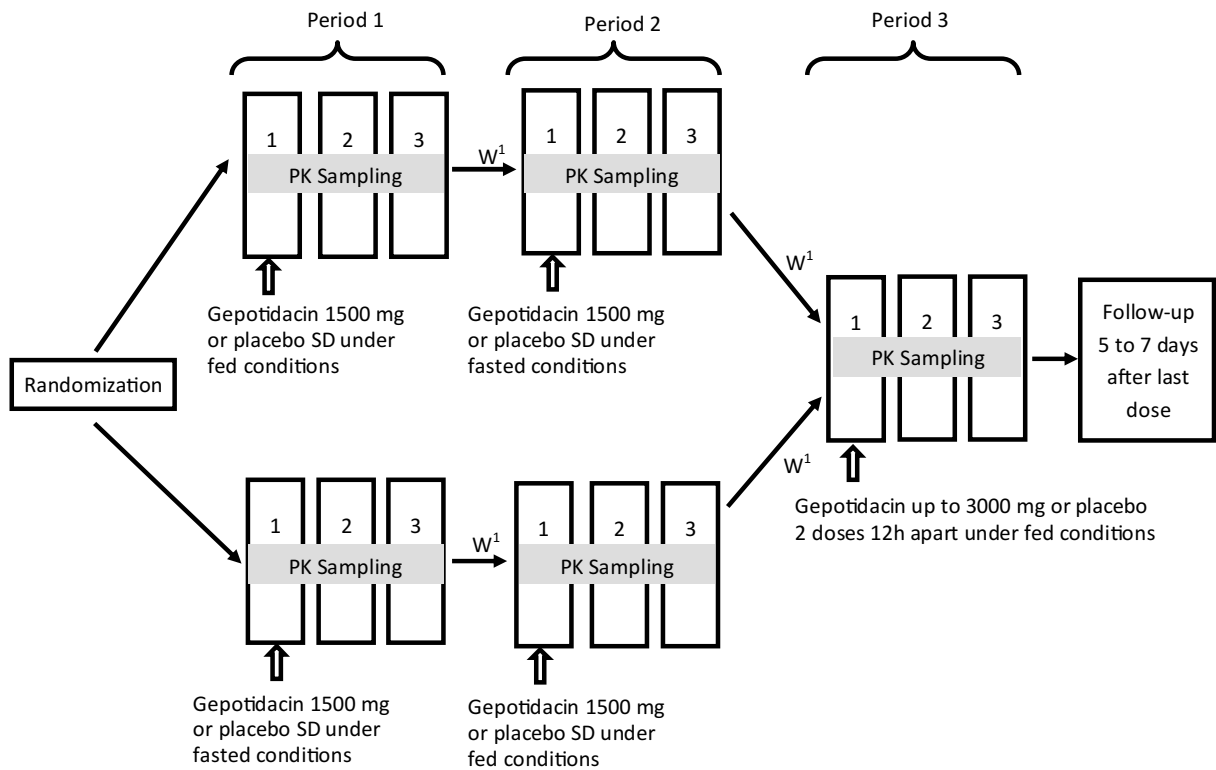 Period 1
Period 2
Period 3
1
2
3
PK Sampling
W¹
1
2
3
PK Sampling
Gepotidacin 1500 mg
or placebo SD under
fed conditions
Gepotidacin 1500 mg
or placebo SD under
fasted conditions
W¹
Randomization
1
2
3
PK Sampling
Follow-up
5 to 7 days
after last
dose
W¹
Gepotidacin up to 3000 mg or placebo
2 doses 12h apart under fed conditions
1
2
3
PK Sampling
W¹
1
2
3
PK Sampling
Gepotidacin 1500 mg
or placebo SD under
fasted conditions
Gepotidacin 1500 mg
or placebo SD under
fed conditions